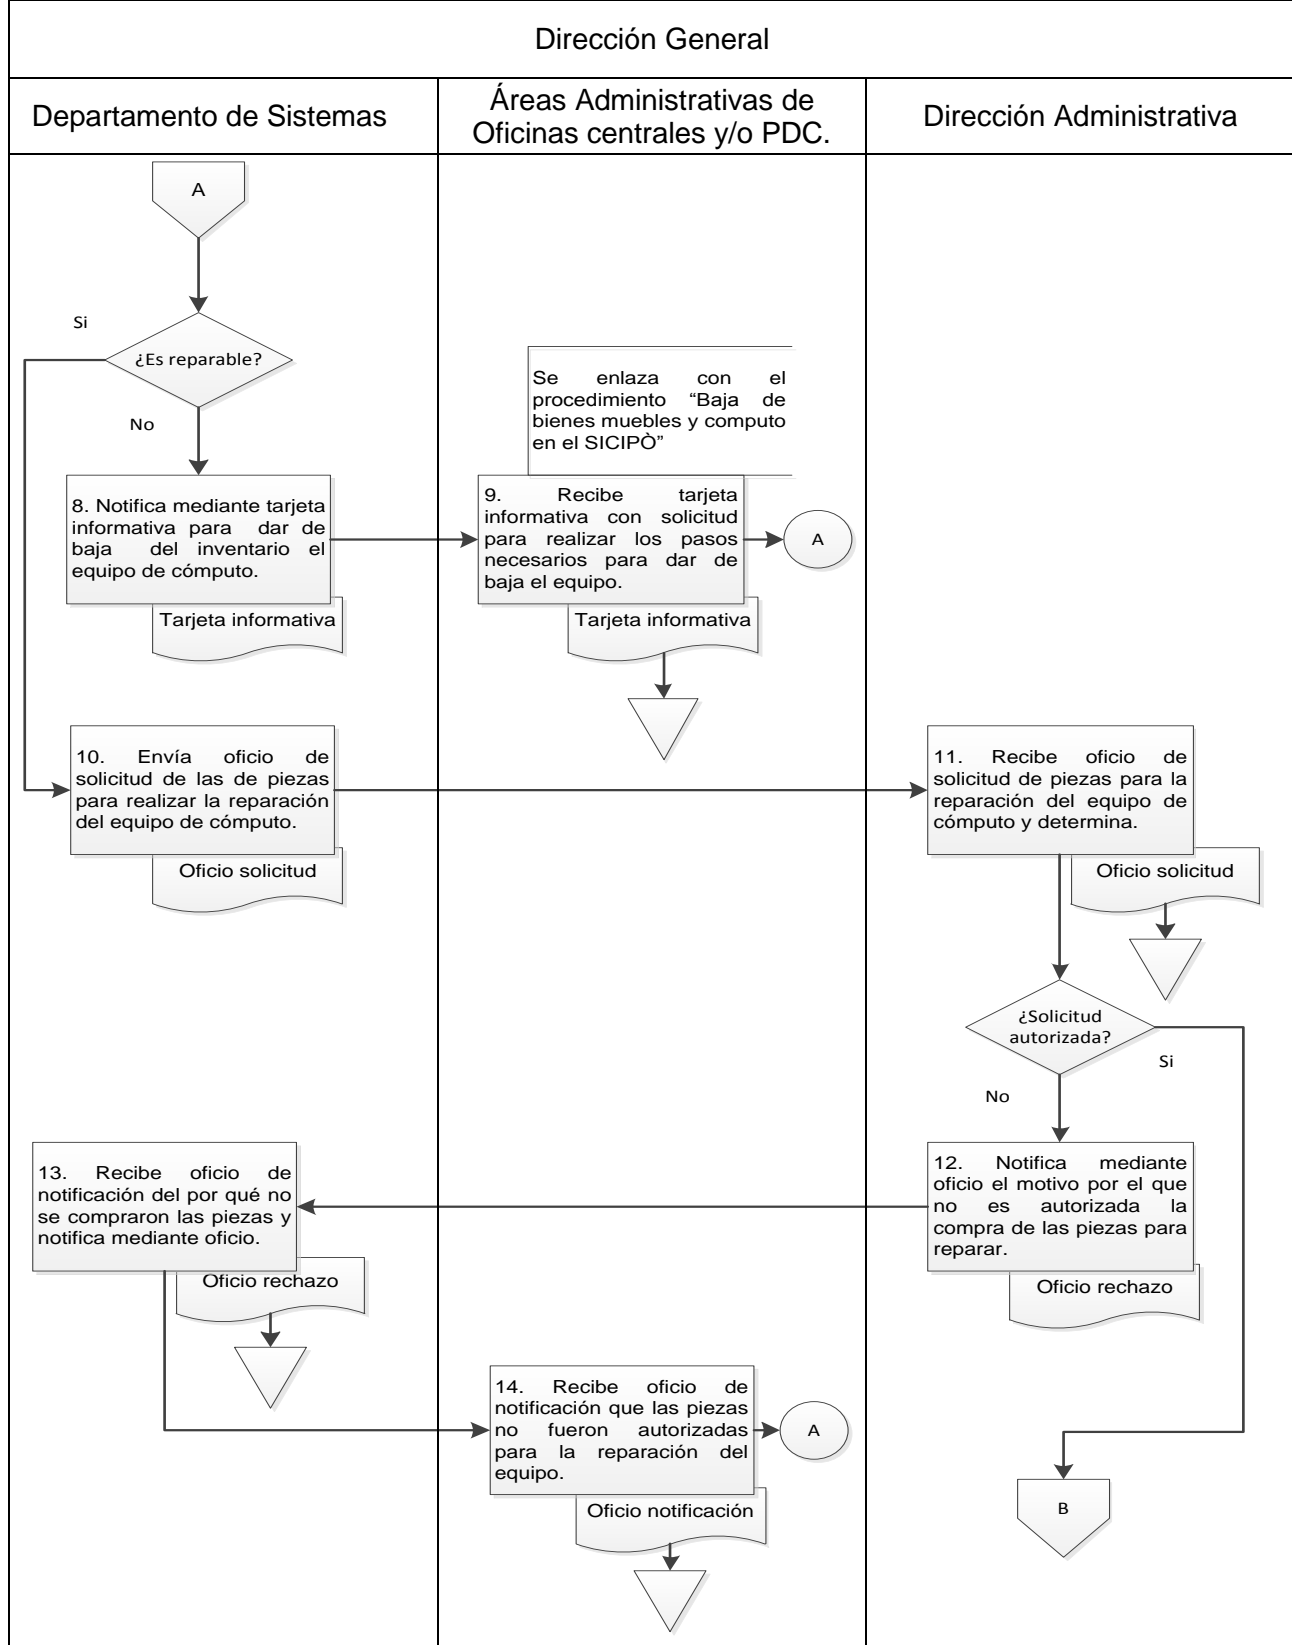 Dirección General
Departamento de Sistemas
Áreas Administrativas de
Oficinas centrales y/o PDC.
Dirección Administrativa
A
Si
¿Es reparable?
No
Se enlaza con el
procedimiento “Baja de
bienes muebles y computo
en el SICIPÒ”
8. Notifica mediante tarjeta
informativa para dar de
baja del inventario el
equipo de cómputo.
Tarjeta informativa
9. Recibe tarjeta
informativa con solicitud
para realizar los pasos
necesarios para dar de
baja el equipo.
A
Tarjeta informativa
10. Envía oficio de
solicitud de las de piezas
para realizar la reparación
del equipo de cómputo.
Oficio solicitud
11. Recibe oficio de
solicitud de piezas para la
reparación del equipo de
cómputo y determina.
Oficio solicitud
¿Solicitud
autorizada?
Si
No
12. Notifica mediante
oficio el motivo por el que
no es autorizada la
compra de las piezas para
reparar.
Oficio rechazo
13. Recibe oficio de
notificación del por qué no
se compraron las piezas y
notifica mediante oficio.
Oficio rechazo
14. Recibe oficio de
notificación que las piezas
no fueron autorizadas
para la reparación del
equipo.
A
Oficio notificación
B